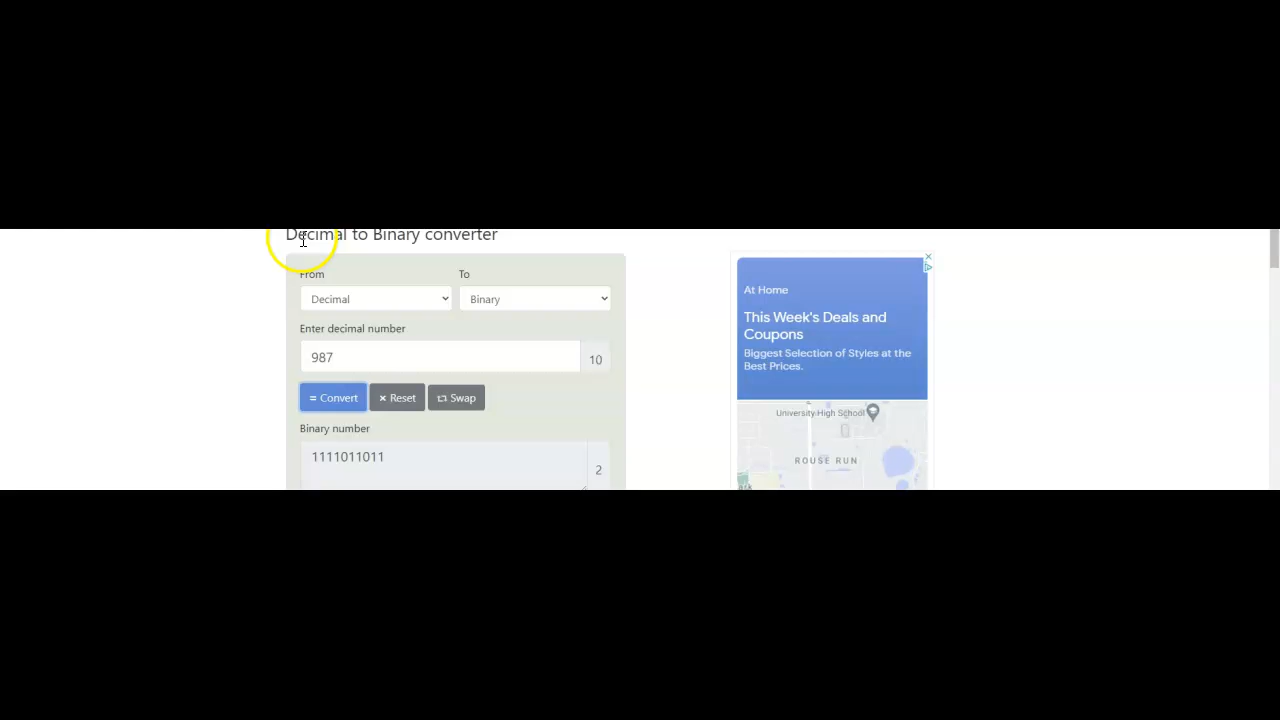 Decimal to Binary converter
From To
Decimal Binary
Enter decimal number
987 10
= Convert × Reset Swap
Binary number
1111011011
2
At Home
This Week's Deals and
Coupons
Biggest Selection of Styles at the
Best Prices.
University High School
ROUSE RUN